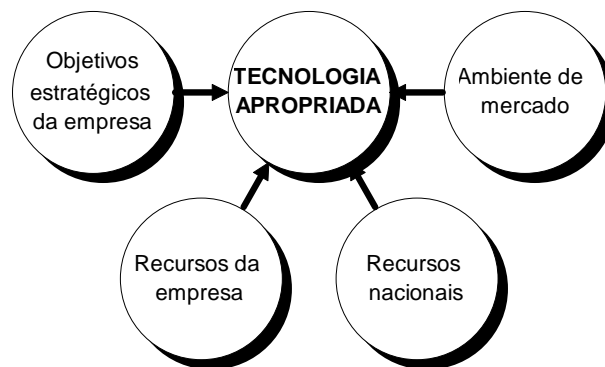 Objetivos
estratégicos
da empresa
TECNOLOGIA
APROPRIADA
Ambiente de
mercado
Recursos da
empresa
Recursos
nacionais